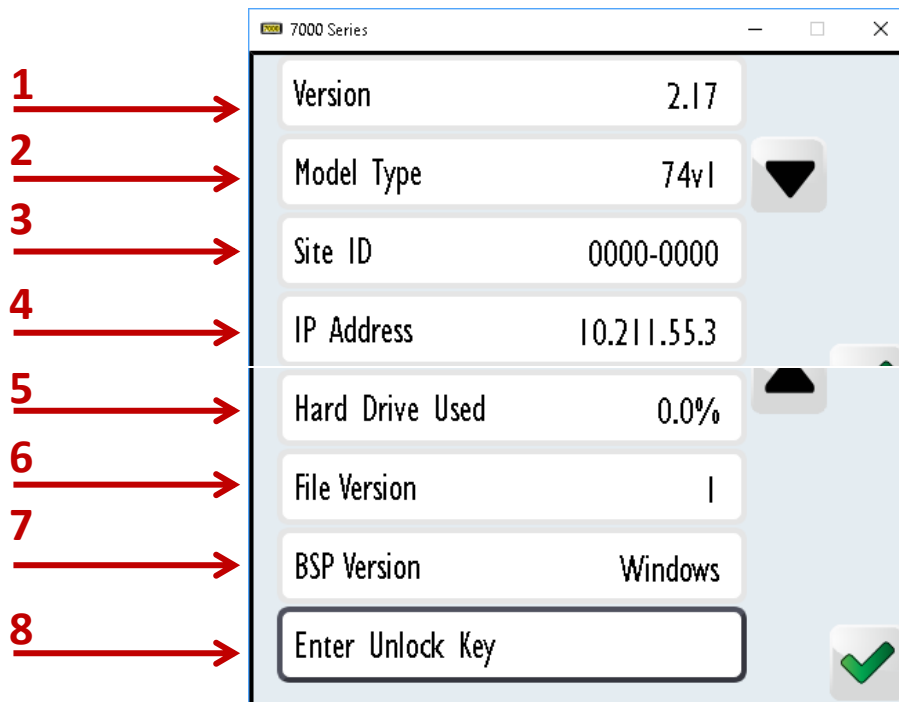 7000 7000 Series
1
Version 2.17
2
Model Type 74v1
3
Site ID 0000-0000
4
IP Address 10.211.55.3
5
Hard Drive Used 0.0%
6
File Version 1
7
BSP Version Windows
8
Enter Unlock Key